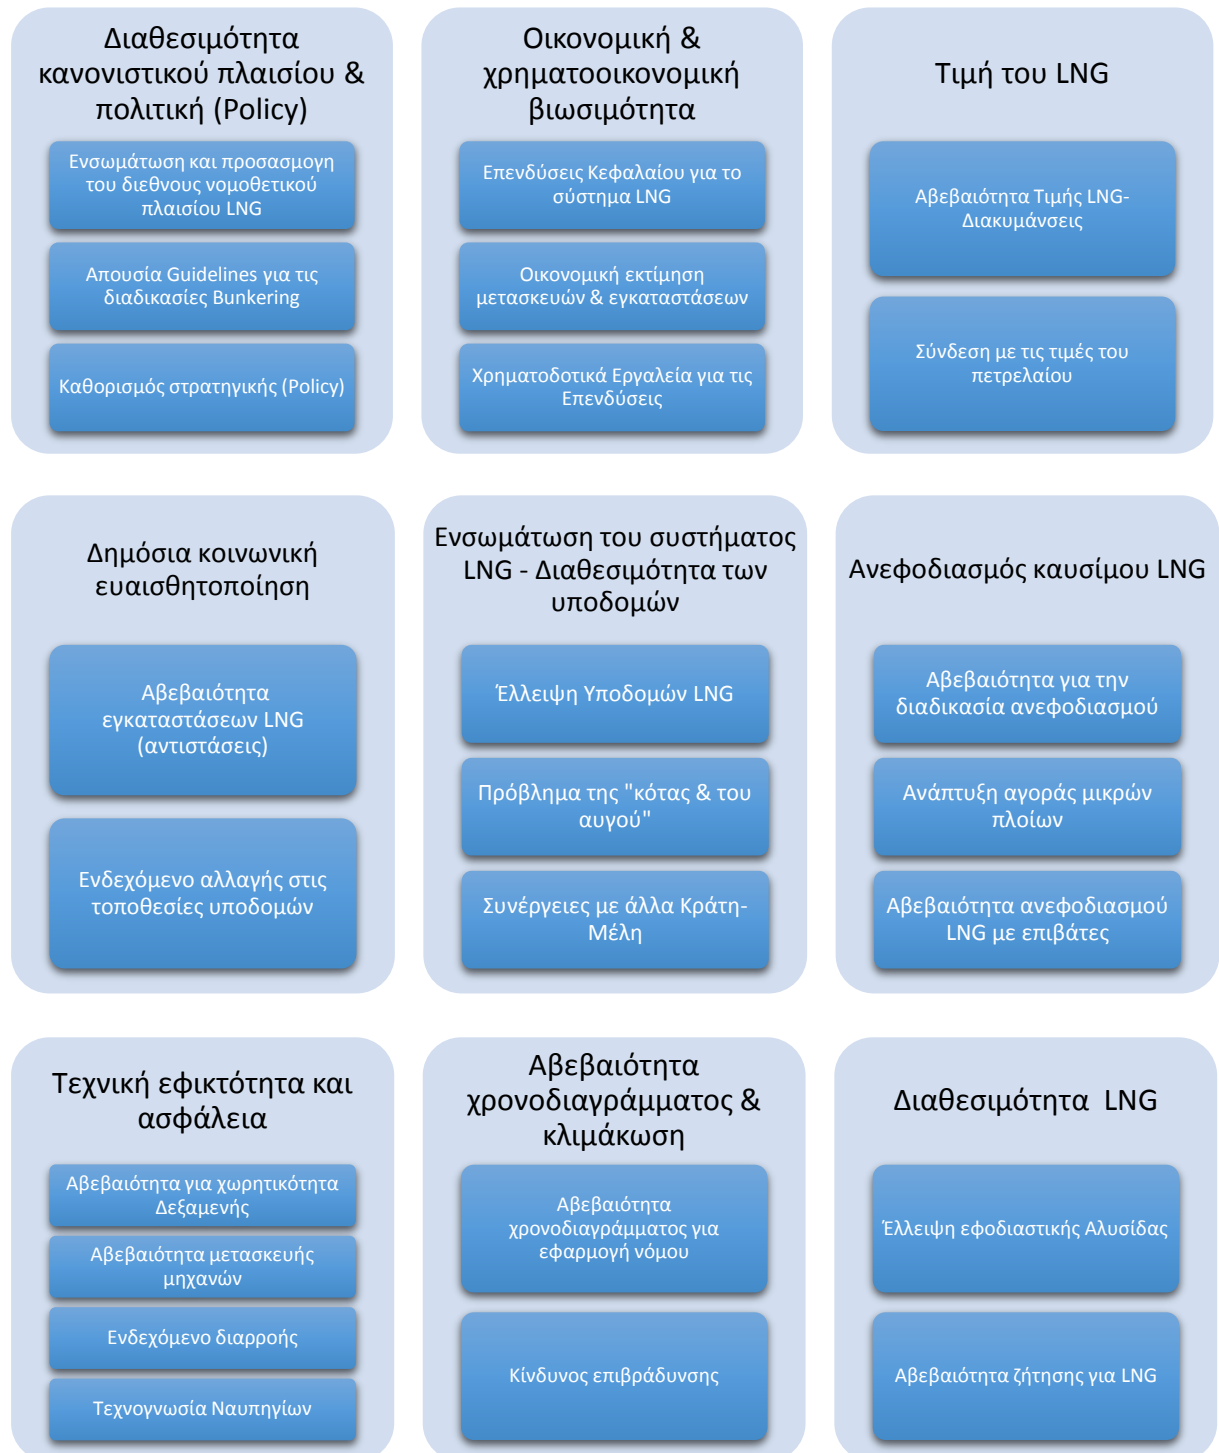 Διαθεσιμότητα
κανονιστικού πλαισίου &
πολιτική (Policy)
Ενσωμάτωση και προσασμογη
του διεθνους νομοθετικού
πλαισίου LNG
Απουσία Guidelines για τις
διαδικασίες Bunkering
Καθορισμός στρατηγικής (Policy)
Οικονομική &
χρηματοοικονομική
βιωσιμότητα
Επενδύσεις Κεφαλαίου για το
σύστημα LNG
Οικονομική εκτίμηση
μετασκευών & εγκαταστάσεων
Χρηματοδοτικά Εργαλεία για τις
Επενδύσεις
Τιμή του LNG
Αβεβαιότητα Τιμής LNG-
Διακυμάνσεις
Σύνδεση με τις τιμές του
πετρελαίου
Δημόσια κοινωνική
ευαισθητοποίηση
Αβεβαιότητα
εγκαταστάσεων LNG
(αντιστάσεις)
Ενδεχόμενο αλλαγής στις
τοποθεσίες υποδομών
Ενσωμάτωση του συστήματος
LNG - Διαθεσιμότητα των
υποδομών
Έλλειψη Υποδομών LNG
Πρόβλημα της "κότας & του
αυγού"
Συνέργειες με άλλα Κράτη-
Μέλη
Ανεφοδιασμός καυσίμου LNG
Αβεβαιότητα για την
διαδικασία ανεφοδιασμού
Ανάπτυξη αγοράς μικρών
πλοίων
Αβεβαιότητα ανεφοδιασμού
LNG με επιβάτες
Τεχνική εφικτότητα και
ασφάλεια
Αβεβαιότητα για χωρητικότητα
Δεξαμενής
Αβεβαιότητα μετασκευής
μηχανών
Ενδεχόμενο διαρροής
Τεχνογνωσία Ναυπηγίων
Αβεβαιότητα
χρονοδιαγράμματος &
κλιμάκωση
Αβεβαιότητα
χρονοδιαγράμματος για
εφαρμογή νόμου
Κίνδυνος επιβράδυνσης
Διαθεσιμότητα LNG
Έλλειψη εφοδιαστικής Αλυσίδας
Αβεβαιότητα ζήτησης για LNG